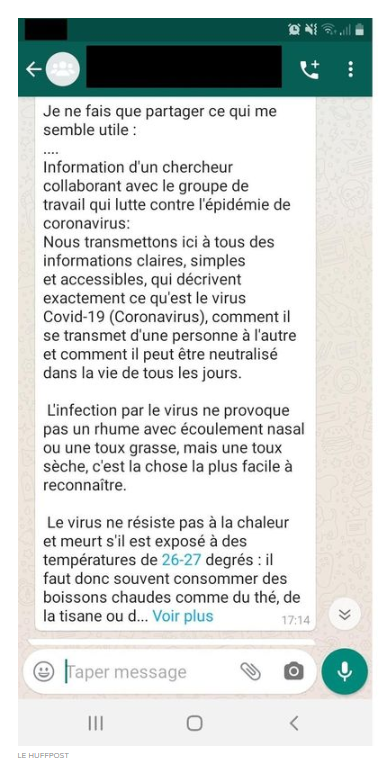 Je ne fais que partager ce qui me
semble utile :
....
Information d'un chercheur
collaborant avec le groupe de
travail qui lutte contre l'épidémie de
coronavirus:
Nous transmettons ici à tous des
informations claires, simples
et accessibles, qui décrivent
exactement ce qu'est le virus
Covid-19 (Coronavirus), comment il
se transmet d'une personne à l'autre
et comment il peut être neutralisé
dans la vie de tous les jours.
L'infection par le virus ne provoque
pas un rhume avec écoulement nasal
ou une toux grasse, mais une toux
sèche, c'est la chose la plus facile à
reconnaître.
Le virus ne résiste pas à la chaleur
et meurt s'il est exposé à des
températures de 26-27 degrés : il
faut donc souvent consommer des
boissons chaudes comme du thé, de
la tisane ou d... Voir plus
17:14
Taper message
LE HUFFPOST